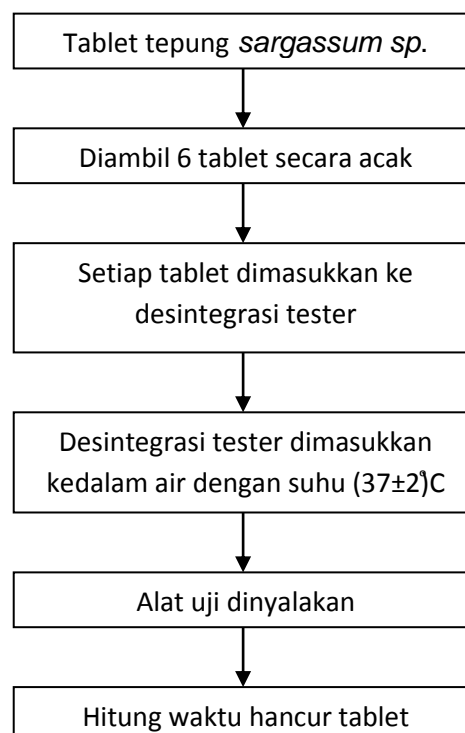 Tablet tepung sargassum sp.
Diambil 6 tablet secara acak
Setiap tablet dimasukkan ke
desintegrasi tester
Desintegrasi tester dimasukkan
kedalam air dengan suhu (37±2)̊C
Alat uji dinyalakan
Hitung waktu hancur tablet